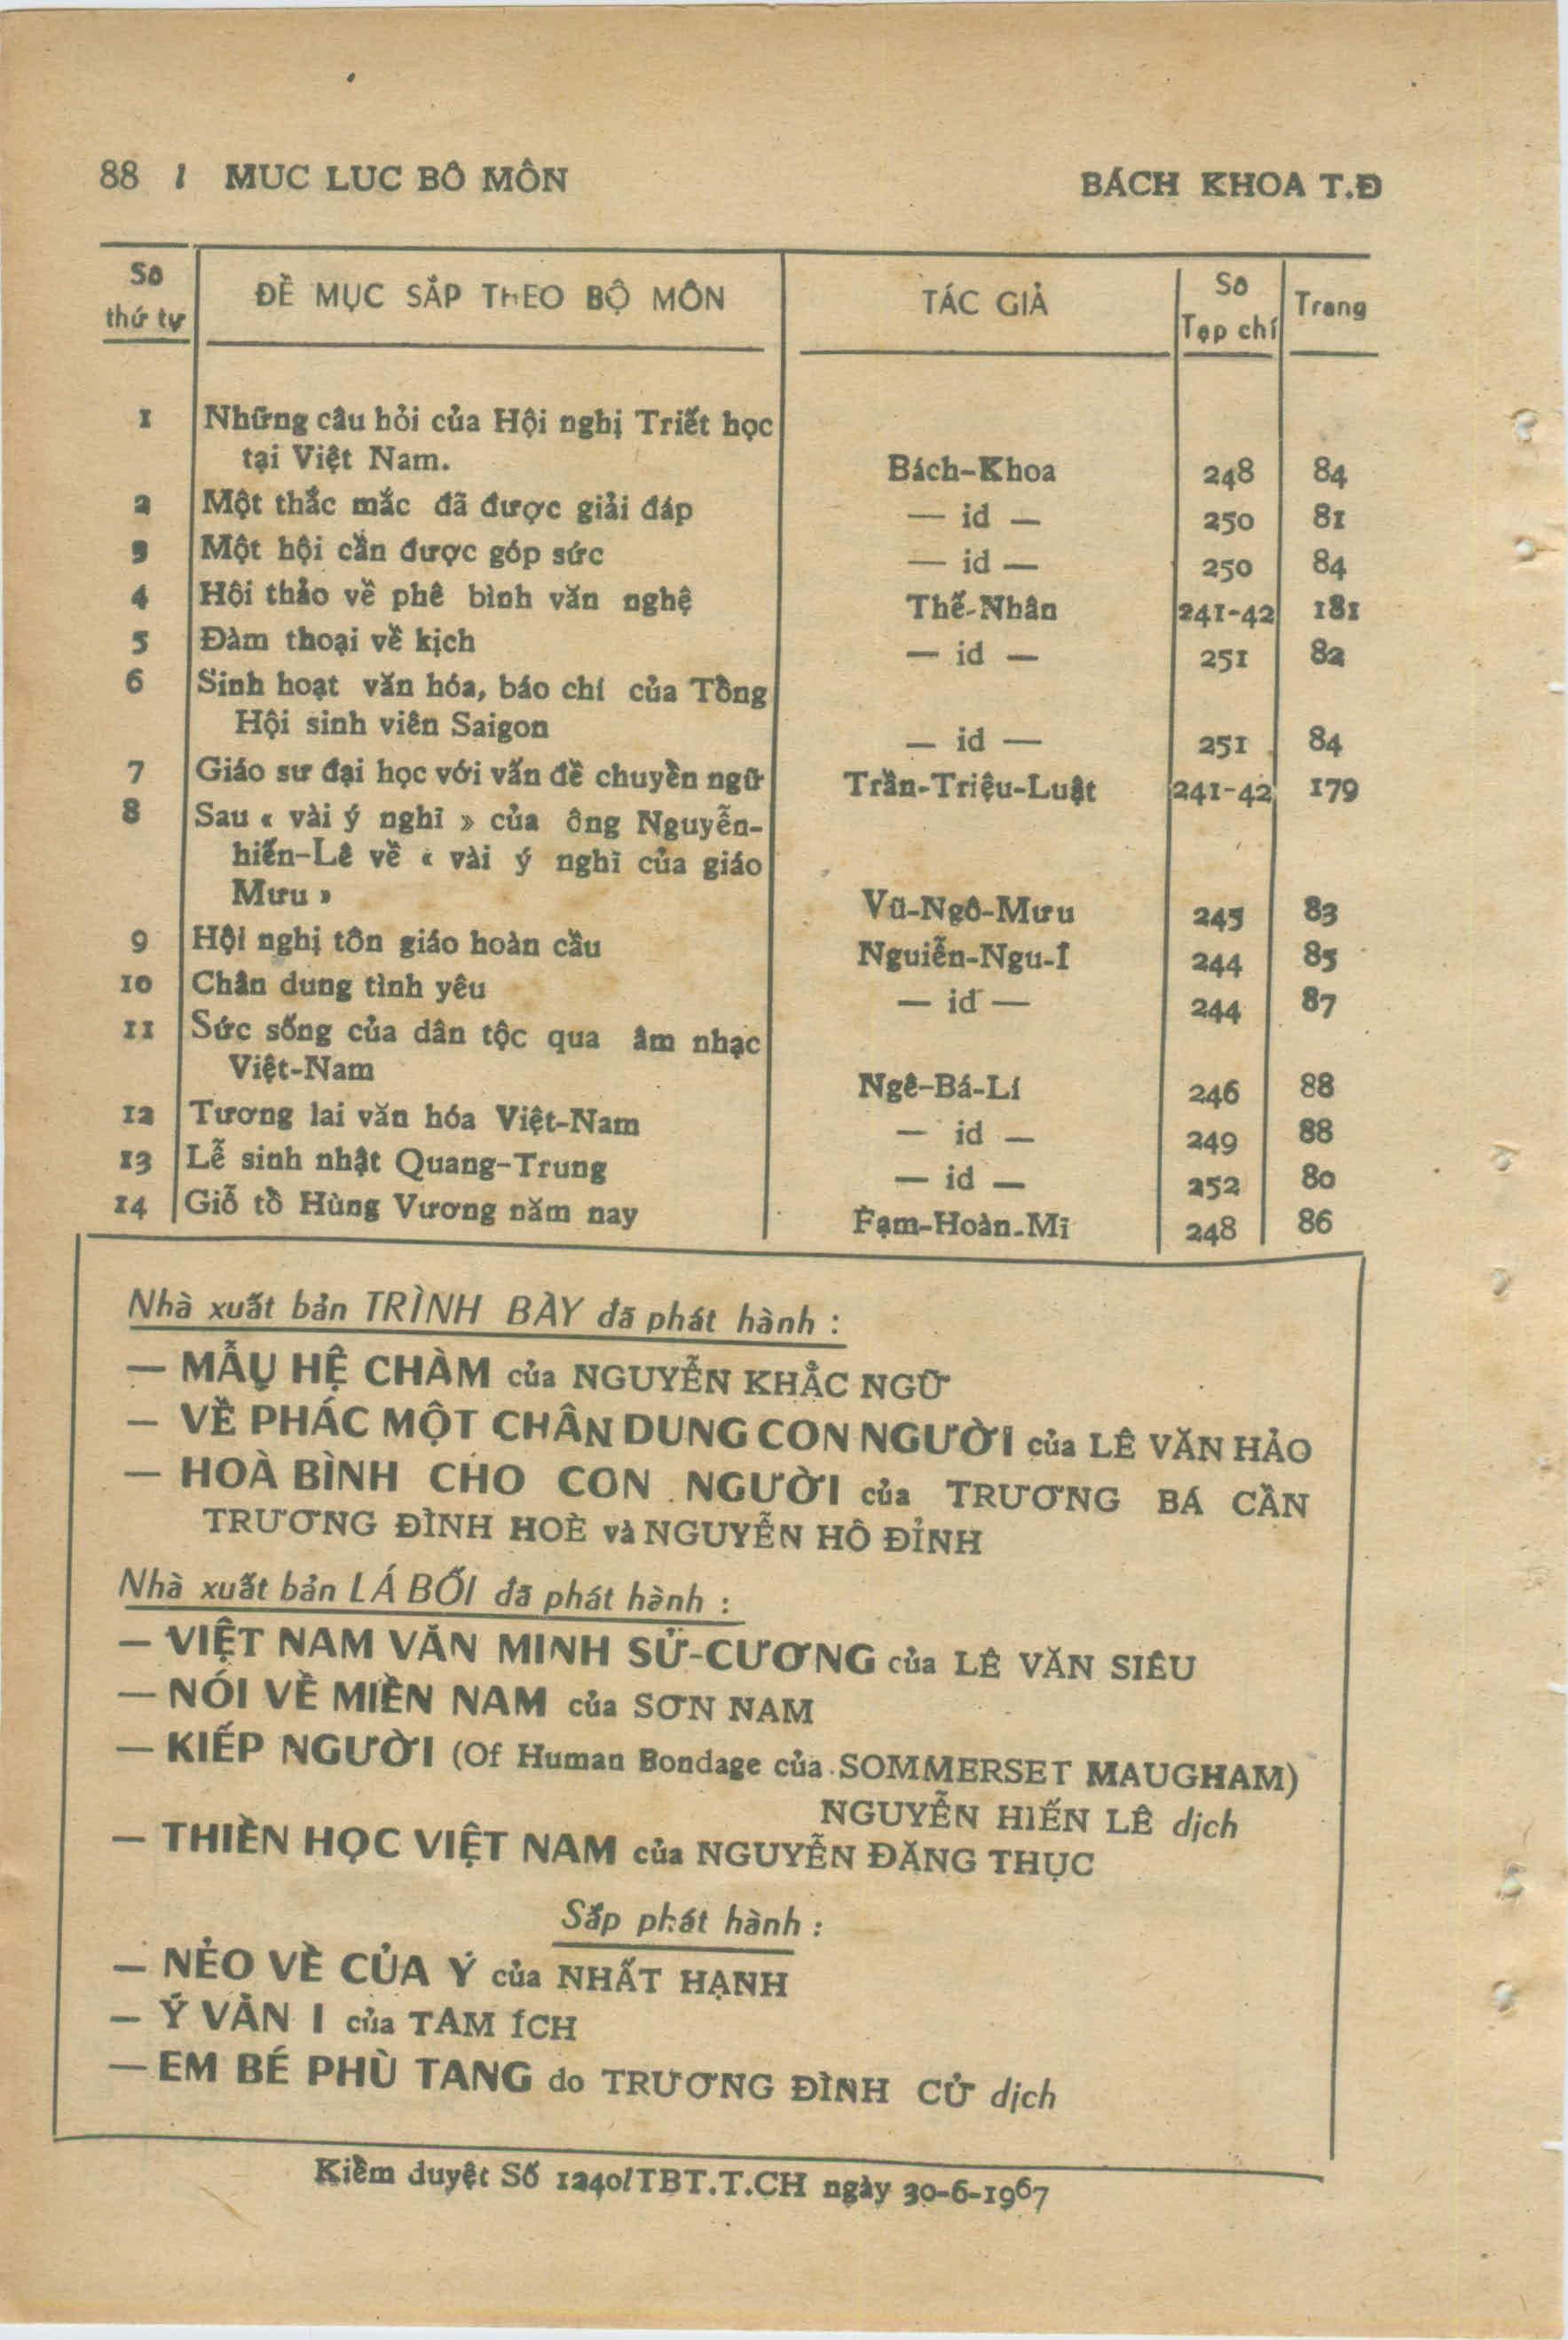 88 / MUC LUC BÔ MÔN BÁCH KHOA T.Đ
Số thứ tự | ĐỀ MỤC SẮP THEO BỘ MÔN | TÁC GIẢ | Số Tạp chí | Trang
1 Những câu hỏi của Hội nghị Triết học
tại Việt Nam. Bách-Khoa 248 84
2 Một thắc mắc đã được giải đáp — id — 250 81
3 Một hội cần được góp sức — id — 250 84
4 Hội thảo về phê bình văn nghệ Thế-Nhân 241-42 181
5 Đàm thoại về kịch — id — 251 82
6 Sinh hoạt văn hóa, báo chí của Tổng
Hội sinh viên Saigon — id — 251 84
7 Giáo sư đại học với vấn đề chuyển ngữ Trần-Triệu-Luật 241-42 179
8 Sau « vài ý nghĩ » của ông Nguyễn-
hiến-Lê về « vài ý nghĩ của giáo
Mưu » Vũ-Ngô-Mưu 245 83
9 Hội nghị tôn giáo hoàn cầu Nguiễn-Ngu-Í 244 85
10 Chân dung tình yêu — id — 244 87
11 Sức sống của dân tộc qua âm nhạc
Việt-Nam Ngê-Bá-Lí 246 88
12 Tương lai văn hóa Việt-Nam — id — 249 88
13 Lễ sinh nhật Quang-Trung — id — 252 80
14 Giỗ tổ Hùng Vương năm nay Fạm-Hoàn-Mĩ 248 86
Nhà xuất bản TRÌNH BÀY đã phát hành :
— MẪU HỆ CHÀM của NGUYỄN KHẮC NGỮ
— VỀ PHÁC MỘT CHÂN DUNG CON NGƯỜI của LÊ VĂN HẢO
— HOÀ BÌNH CHO CON NGƯỜI của TRƯƠNG BÁ CẦN
TRƯƠNG ĐÌNH HOÈ và NGUYỄN HÔ ĐỈNH
Nhà xuất bản LÁ BỐI đã phát hành :
— VIỆT NAM VĂN MINH SỬ-CƯƠNG của LÊ VĂN SIÊU
— NÓI VỀ MIỀN NAM của SƠN NAM
— KIẾP NGƯỜI (Of Human Bondage của SOMMERSET MAUGHAM)
NGUYỄN HIẾN LÊ dịch
— THIỀN HỌC VIỆT NAM của NGUYỄN ĐĂNG THỤC
Sắp phát hành :
— NẺO VỀ CỦA Ý của NHẤT HẠNH
— Ý VĂN I của TAM ÍCH
— EM BÉ PHÙ TANG do TRƯƠNG ĐÌNH CỬ dịch
Kiểm duyệt Số 1240/TBT.T.CH ngày 30-6-1967